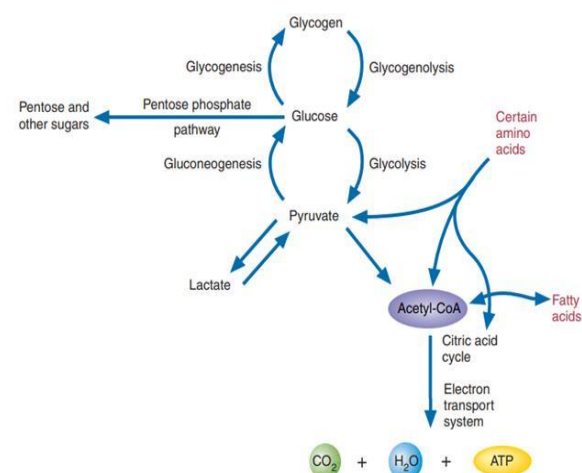 Glycogen
Glycogenesis
Glycogenolysis
Pentose and
other sugars
Pentose phosphate
pathway
Glucose
Certain
amino
acids
Gluconeogenesis
Glycolysis
Pyruvate
Lactate
Acetyl-CoA
Fatty
acids
Citric acid
cycle
Electron
transport
system
CO₂ + H₂O + ATP